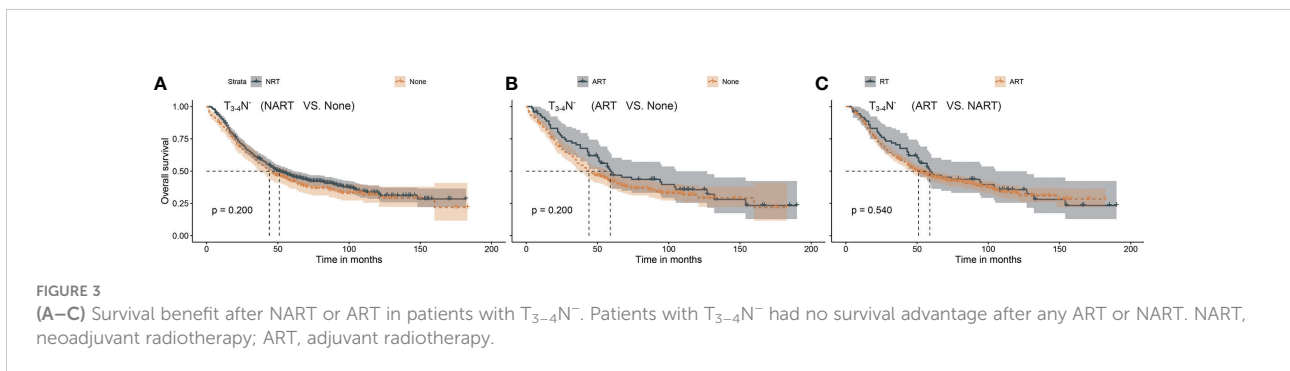 A B C
Strata NRT None ART None RT ART
T₃₋₄N⁻ (NART VS. None) T₃₋₄N⁻ (ART VS. None) T₃₋₄N⁻ (ART VS. NART)
1.00
0.75
Overall survival
0.50
0.25
p = 0.200 p = 0.200 p = 0.540
0.00
0 50 100 150 200 0 50 100 150 200 0 50 100 150 200
Time in months Time in months Time in months
FIGURE 3
(A–C) Survival benefit after NART or ART in patients with T₃₋₄N⁻. Patients with T₃₋₄N⁻ had no survival advantage after any ART or NART. NART,
neoadjuvant radiotherapy; ART, adjuvant radiotherapy.